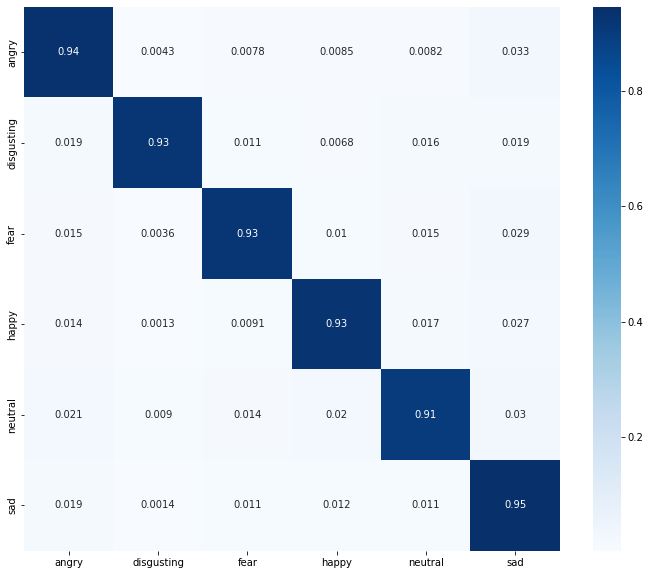 angry 0.94 0.0043 0.0078 0.0085 0.0082 0.033
disgusting 0.019 0.93 0.011 0.0068 0.016 0.019
fear 0.015 0.0036 0.93 0.01 0.015 0.029
happy 0.014 0.0013 0.0091 0.93 0.017 0.027
neutral 0.021 0.009 0.014 0.02 0.91 0.03
sad 0.019 0.0014 0.011 0.012 0.011 0.95
angry disgusting fear happy neutral sad
0.8
0.6
0.4
0.2